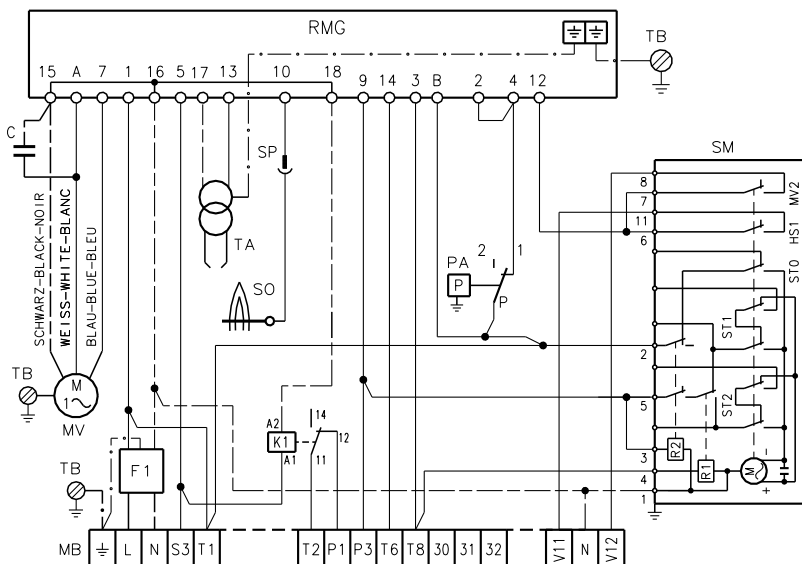 RMG
TB
15 A 7 1 16 5 17 13 10 18 9 14 3 B 2 4 12
C
SP
SM
SCHWARZ-BLACK-NOIR
WEISS-WHITE-BLANC
BLAU-BLUE-BLEU
TA
SO
PA
P
2 1
P
8
7
11
6
2
5
3
4
1
MV2
HS1
STO
ST1
ST2
R2
R1
M
-
+
TB
M
1
MV
A2
K1
A1
14
12
11
F1
TB
MB L N S3 T1 T2 P1 P3 T6 T8 30 31 32 V11 N V12